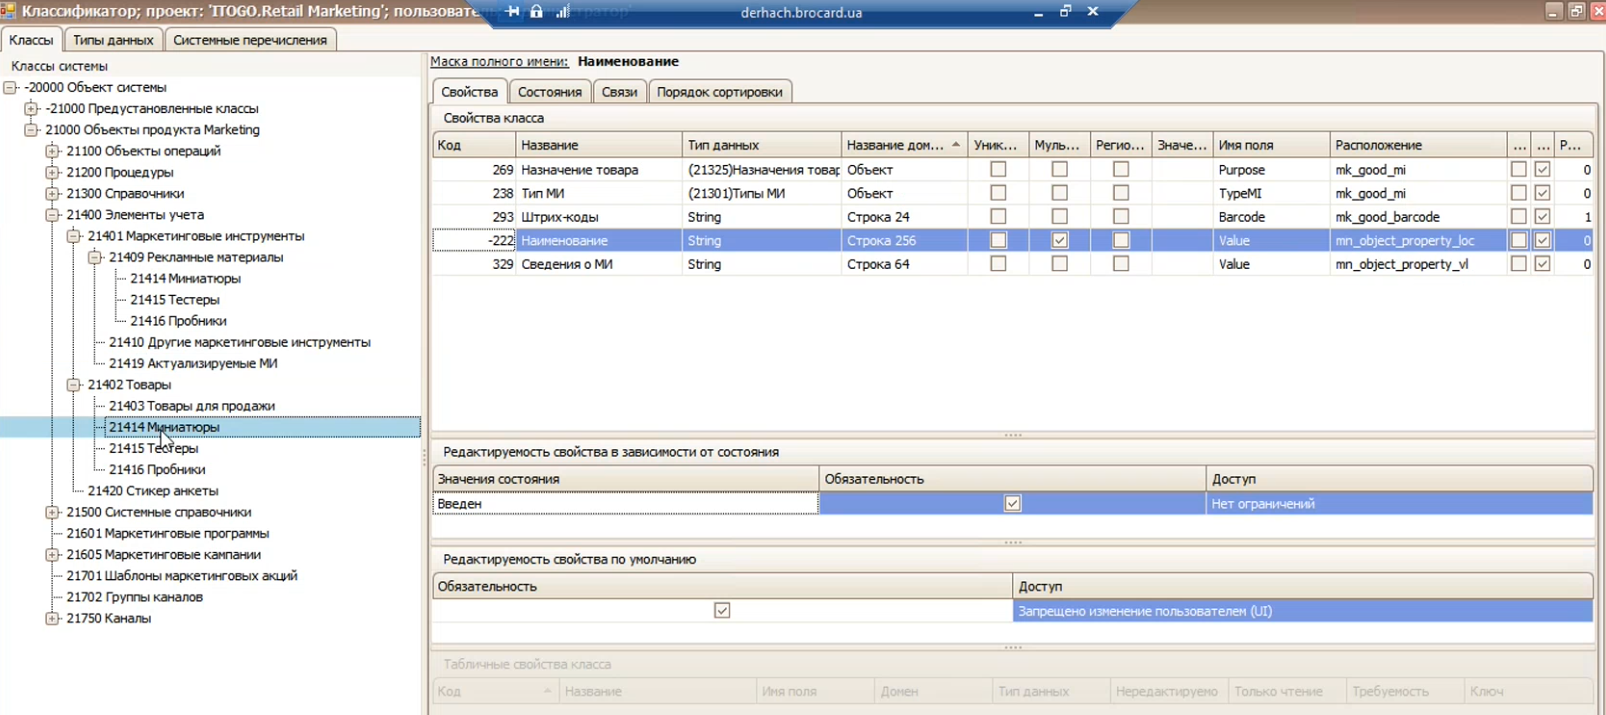 Классификатор; проект: 'ITOGO.Retail Marketing'; пользователь
derhach.brocard.ua
Классы Типы данных Системные перечисления
Классы системы
-20000 Объект системы
-21000 Предустановленные классы
21000 Объекты продукта Marketing
21100 Объекты операций
21200 Процедуры
21300 Справочники
21400 Элементы учета
21401 Маркетинговые инструменты
21409 Рекламные материалы
21414 Миниатюры
21415 Тестеры
21416 Пробники
21410 Другие маркетинговые инструменты
21419 Актуализируемые МИ
21402 Товары
21403 Товары для продажи
21414 Миниатюры
21415 Тестеры
21416 Пробники
21420 Стикер анкеты
21500 Системные справочники
21601 Маркетинговые программы
21605 Маркетинговые кампании
21701 Шаблоны маркетинговых акций
21702 Группы каналов
21750 Каналы
Маска полного имени: Наименование
Свойства Состояния Связи Порядок сортировки
Свойства класса
Код Название Тип данных Название дом... Уник... Муль... Регио... Значе... Имя поля Расположение ... ... Р...
269 Назначение товара (21325)Назначения товар Объект Purpose mk_good_mi 0
238 Тип МИ (21301)Типы МИ Объект TypeMI mk_good_mi 0
293 Штрих-коды String Строка 24 Barcode mk_good_barcode 1
-222 Наименование String Строка 256 Value mn_object_property_loc 0
329 Сведения о МИ String Строка 64 Value mn_object_property_vl 0
Редактируемость свойства в зависимости от состояния
Значения состояния Обязательность Доступ
Введен Нет ограничений
Редактируемость свойства по умолчанию
Обязательность Доступ
Запрещено изменение пользователем (UI)
Табличные свойства класса
Код Название Имя поля Домен Тип данных Нередактируемо Только чтение Требуемость Ключ